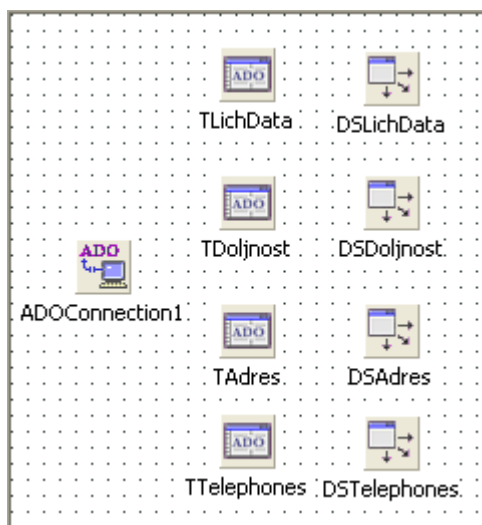 ADO
TLichData DSLichData
ADO
TDoljnost DSDoljnost
ADO
ADOConnection1
ADO
TAdres DSAdres
ADO
TTelephones DSTelephones